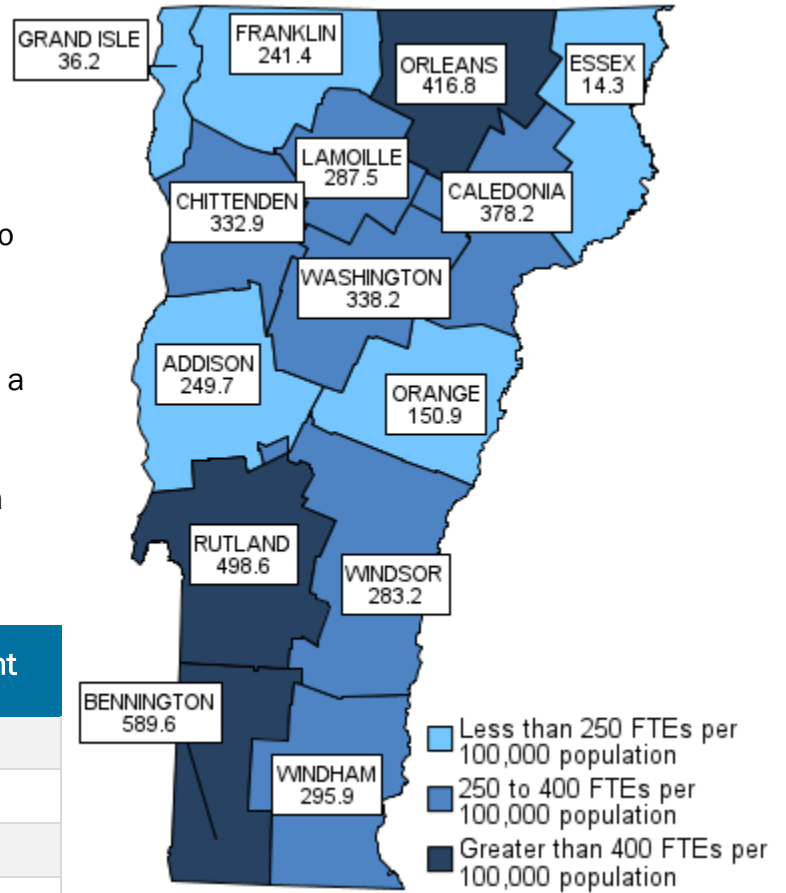 GRAND ISLE
36.2
FRANKLIN
241.4
ORLEANS
416.8
ESSEX
14.3
LAMOILLE
287.5
CHITTENDEN
332.9
CALEDONIA
378.2
o
WASHINGTON
338.2
ADDISON
249.7
a
ORANGE
150.9
RUTLAND
498.6
WINDSOR
283.2
nt
BENNINGTON
589.6
WINDHAM
295.9
Less than 250 FTEs per
100,000 population
250 to 400 FTEs per
100,000 population
Greater than 400 FTEs per
100,000 population